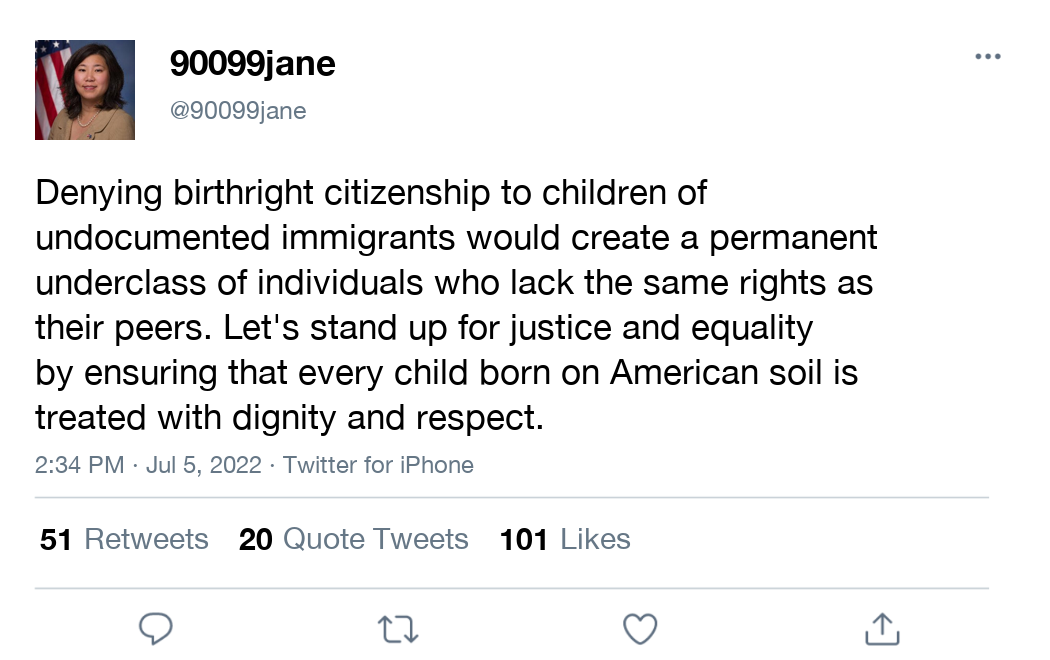 90099jane
@90099jane
Denying birthright citizenship to children of
undocumented immigrants would create a permanent
underclass of individuals who lack the same rights as
their peers. Let's stand up for justice and equality
by ensuring that every child born on American soil is
treated with dignity and respect.
2:34 PM · Jul 5, 2022 · Twitter for iPhone
51 Retweets 20 Quote Tweets 101 Likes